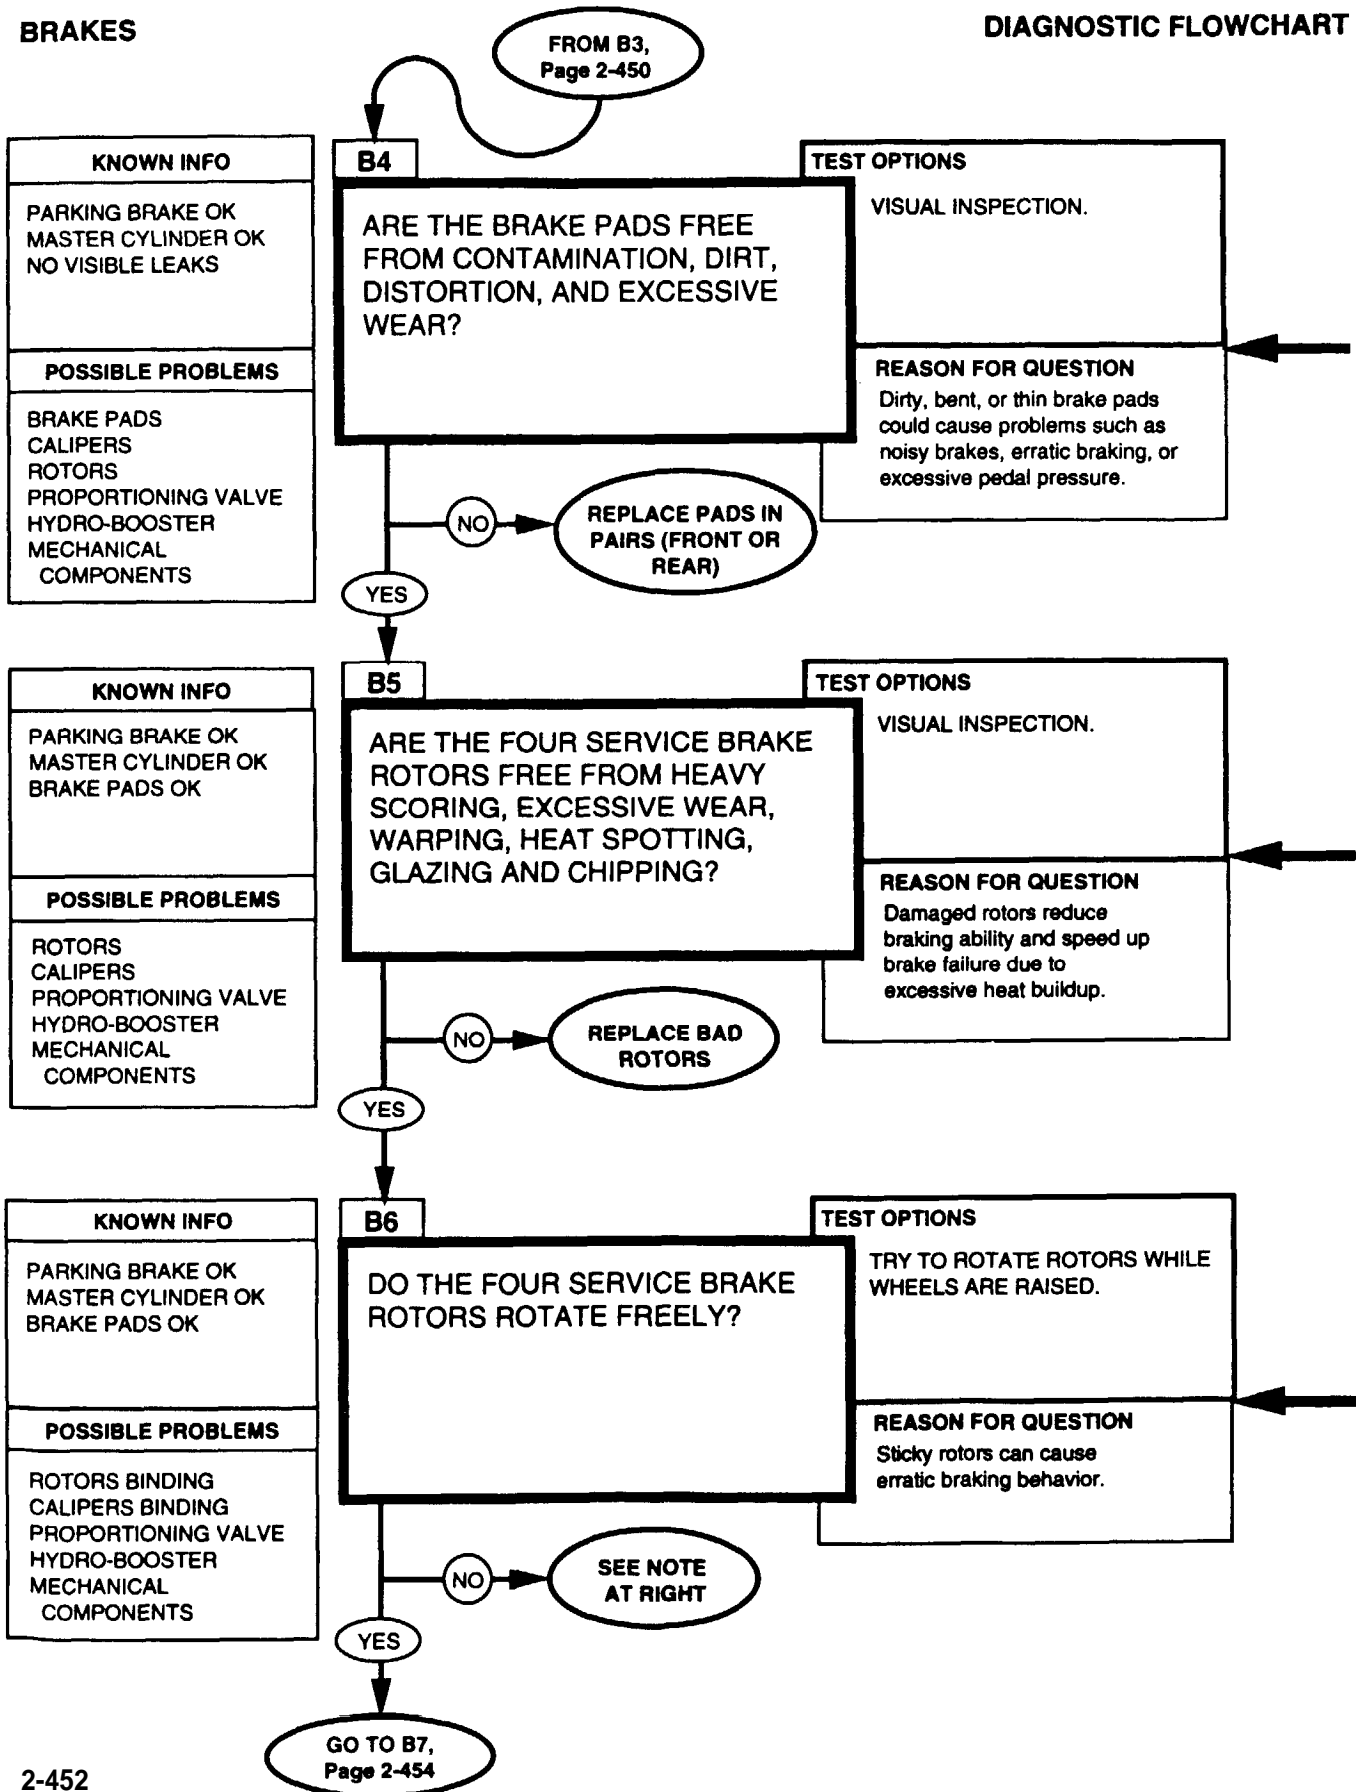 BRAKES
DIAGNOSTIC FLOWCHART
FROM B3,
Page 2-450
KNOWN INFO
PARKING BRAKE OK
MASTER CYLINDER OK
NO VISIBLE LEAKS
POSSIBLE PROBLEMS
BRAKE PADS
CALIPERS
ROTORS
PROPORTIONING VALVE
HYDRO-BOOSTER
MECHANICAL
COMPONENTS
B4
ARE THE BRAKE PADS FREE
FROM CONTAMINATION, DIRT,
DISTORTION, AND EXCESSIVE
WEAR?
TEST OPTIONS
VISUAL INSPECTION.
REASON FOR QUESTION
Dirty, bent, or thin brake pads
could cause problems such as
noisy brakes, erratic braking, or
excessive pedal pressure.
NO
REPLACE PADS IN
PAIRS (FRONT OR
REAR)
YES
KNOWN INFO
PARKING BRAKE OK
MASTER CYLINDER OK
BRAKE PADS OK
POSSIBLE PROBLEMS
ROTORS
CALIPERS
PROPORTIONING VALVE
HYDRO-BOOSTER
MECHANICAL
COMPONENTS
B5
ARE THE FOUR SERVICE BRAKE
ROTORS FREE FROM HEAVY
SCORING, EXCESSIVE WEAR,
WARPING, HEAT SPOTTING,
GLAZING AND CHIPPING?
TEST OPTIONS
VISUAL INSPECTION.
REASON FOR QUESTION
Damaged rotors reduce
braking ability and speed up
brake failure due to
excessive heat buildup.
NO
REPLACE BAD
ROTORS
YES
KNOWN INFO
PARKING BRAKE OK
MASTER CYLINDER OK
BRAKE PADS OK
POSSIBLE PROBLEMS
ROTORS BINDING
CALIPERS BINDING
PROPORTIONING VALVE
HYDRO-BOOSTER
MECHANICAL
COMPONENTS
B6
DO THE FOUR SERVICE BRAKE
ROTORS ROTATE FREELY?
TEST OPTIONS
TRY TO ROTATE ROTORS WHILE
WHEELS ARE RAISED.
REASON FOR QUESTION
Sticky rotors can cause
erratic braking behavior.
NO
SEE NOTE
AT RIGHT
YES
GO TO B7,
Page 2-454
2-452